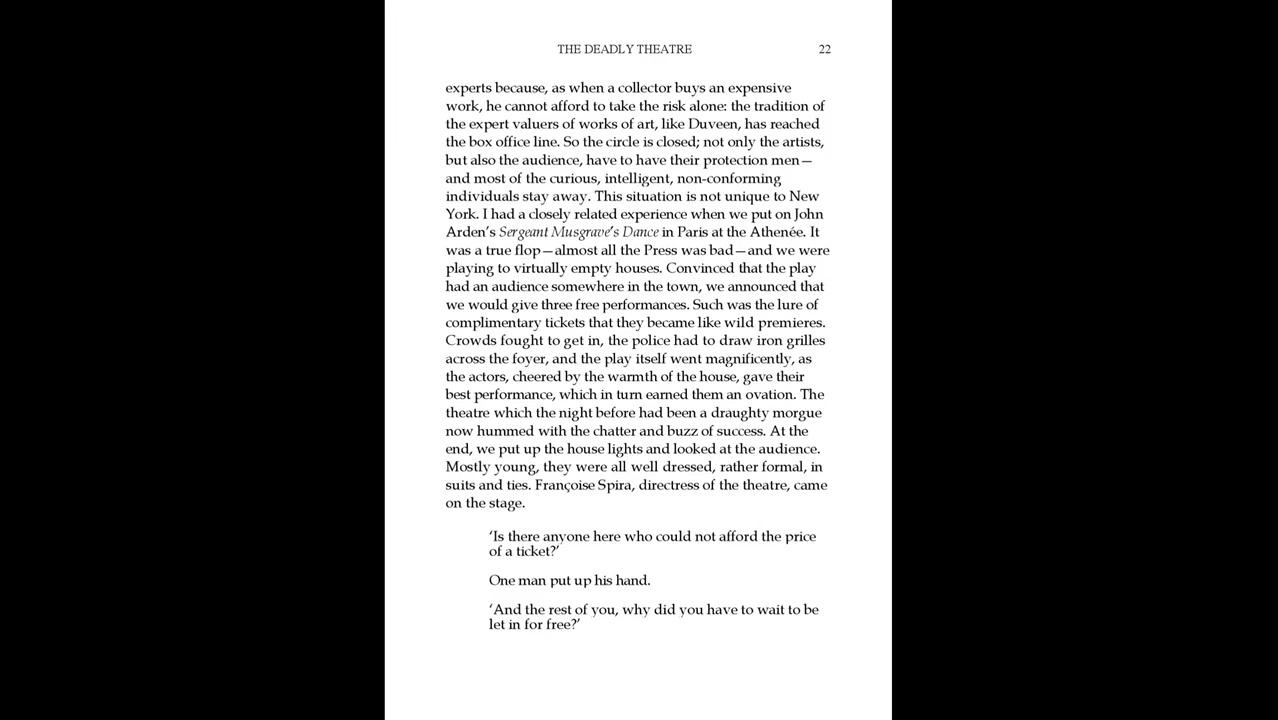 THE DEADLY THEATRE 22
experts because, as when a collector buys an expensive
work, he cannot afford to take the risk alone: the tradition of
the expert valuers of works of art, like Duveen, has reached
the box office line. So the circle is closed; not only the artists,
but also the audience, have to have their protection men—
and most of the curious, intelligent, non-conforming
individuals stay away. This situation is not unique to New
York. I had a closely related experience when we put on John
Arden’s Sergeant Musgrave’s Dance in Paris at the Athenée. It
was a true flop—almost all the Press was bad—and we were
playing to virtually empty houses. Convinced that the play
had an audience somewhere in the town, we announced that
we would give three free performances. Such was the lure of
complimentary tickets that they became like wild premieres.
Crowds fought to get in, the police had to draw iron grilles
across the foyer, and the play itself went magnificently, as
the actors, cheered by the warmth of the house, gave their
best performance, which in turn earned them an ovation. The
theatre which the night before had been a draughty morgue
now hummed with the chatter and buzz of success. At the
end, we put up the house lights and looked at the audience.
Mostly young, they were all well dressed, rather formal, in
suits and ties. Françoise Spira, directress of the theatre, came
on the stage.
‘Is there anyone here who could not afford the price
of a ticket?’
One man put up his hand.
‘And the rest of you, why did you have to wait to be
let in for free?’